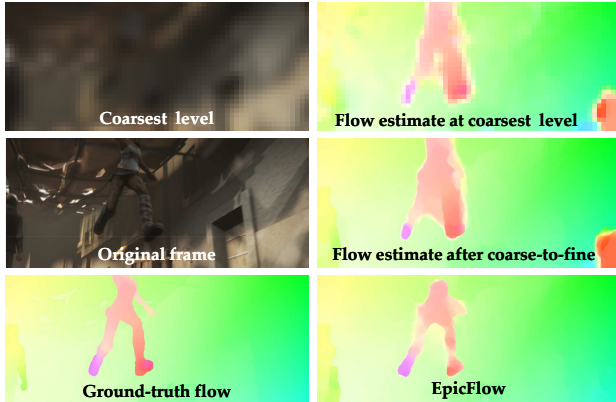 Coarsest level
Flow estimate at coarsest level
Original frame
Flow estimate after coarse-to-fine
Ground-truth flow
EpicFlow